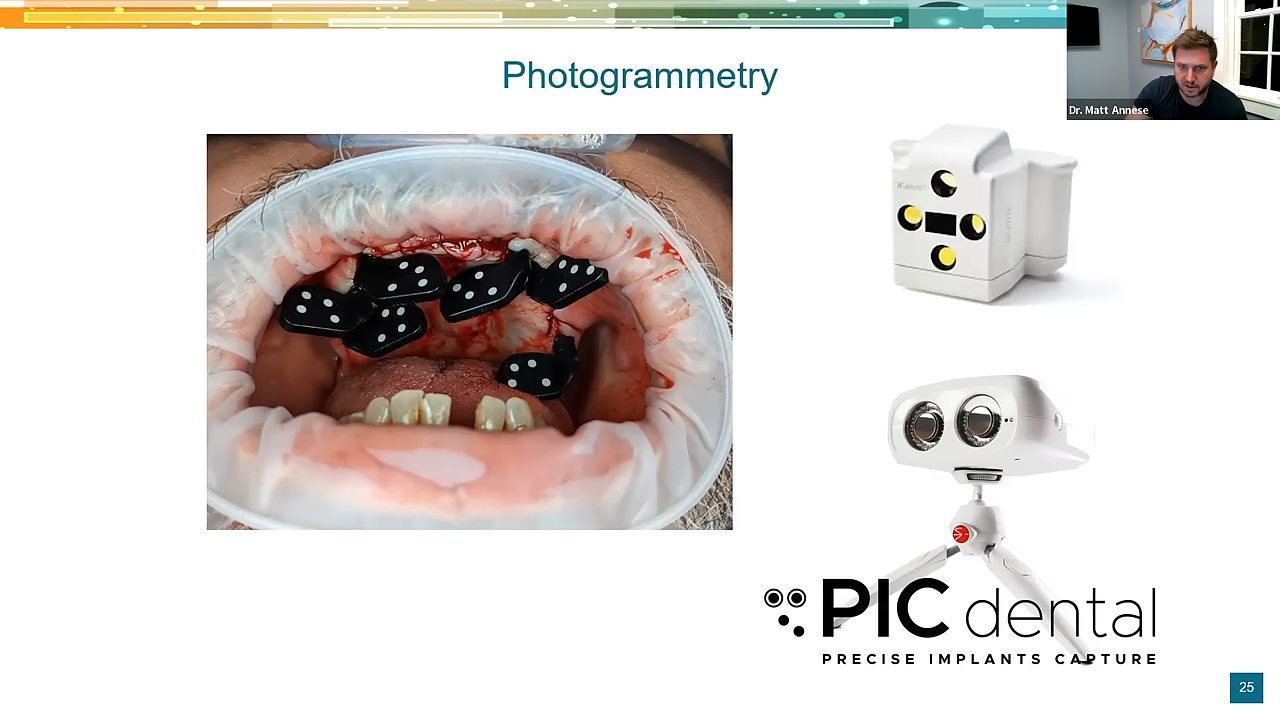 Photogrammetry
Dr. Matt Annese
PIC dental
PRECISE IMPLANTS CAPTURE
25